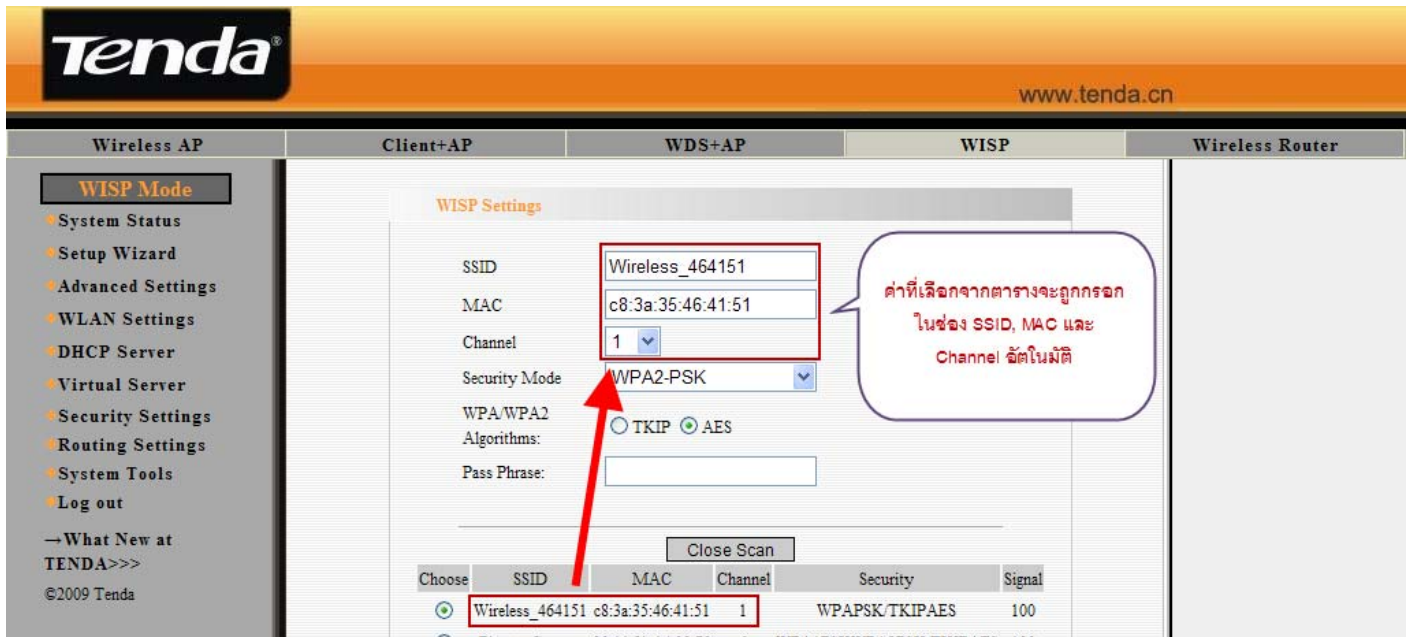 Tenda®
www.tenda.cn
Wireless AP Client+AP WDS+AP WISP Wireless Router
WISP Mode
System Status
Setup Wizard
Advanced Settings
WLAN Settings
DHCP Server
Virtual Server
Security Settings
Routing Settings
System Tools
Log out
→What New at
TENDA>>>
©2009 Tenda
WISP Settings
SSID Wireless_464151
MAC c8:3a:35:46:41:51
Channel 1
Security Mode WPA2-PSK
WPA/WPA2
Algorithms:
TKIP AES
Pass Phrase:
ค่าที่เลือกจากตารางจะถูกกรอก
ในช่อง SSID, MAC และ
Channel อัตโนมัติ
Close Scan
Choose SSID MAC Channel Security Signal
Wireless_464151 c8:3a:35:46:41:51 1 WPAPSK/TKIPAES 100